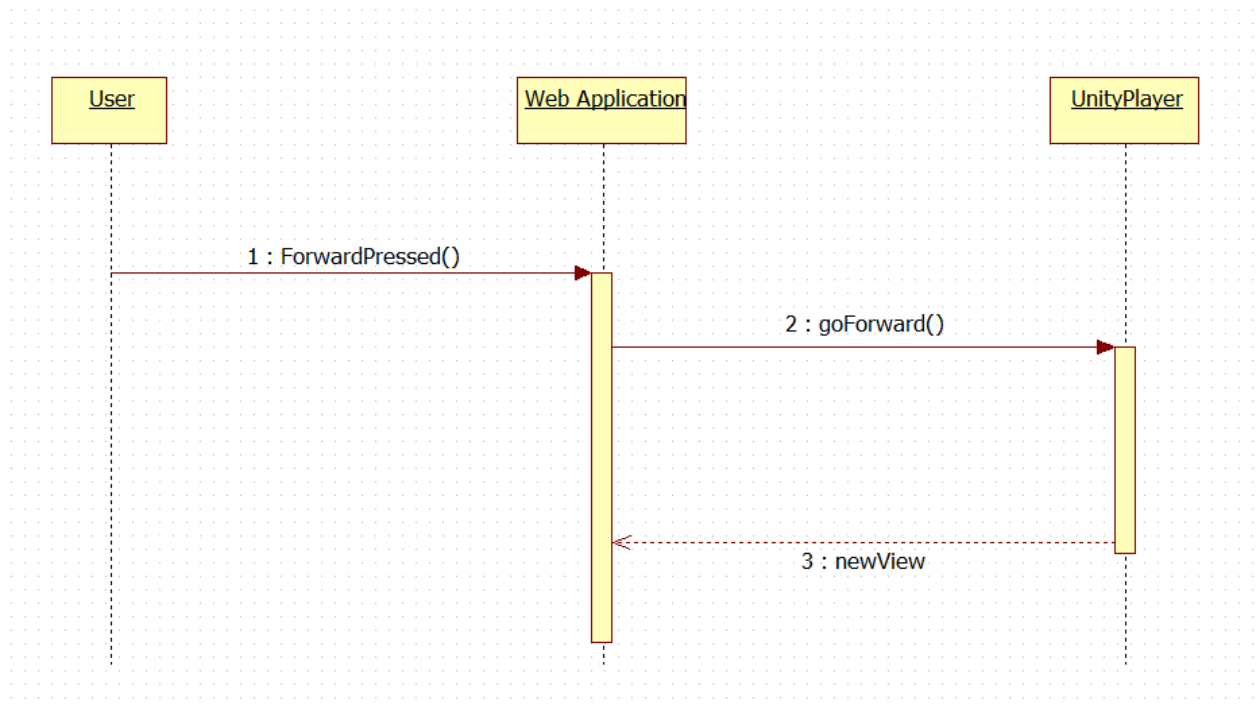 User
Web Application
UnityPlayer
1 : ForwardPressed()
2 : goForward()
3 : newView